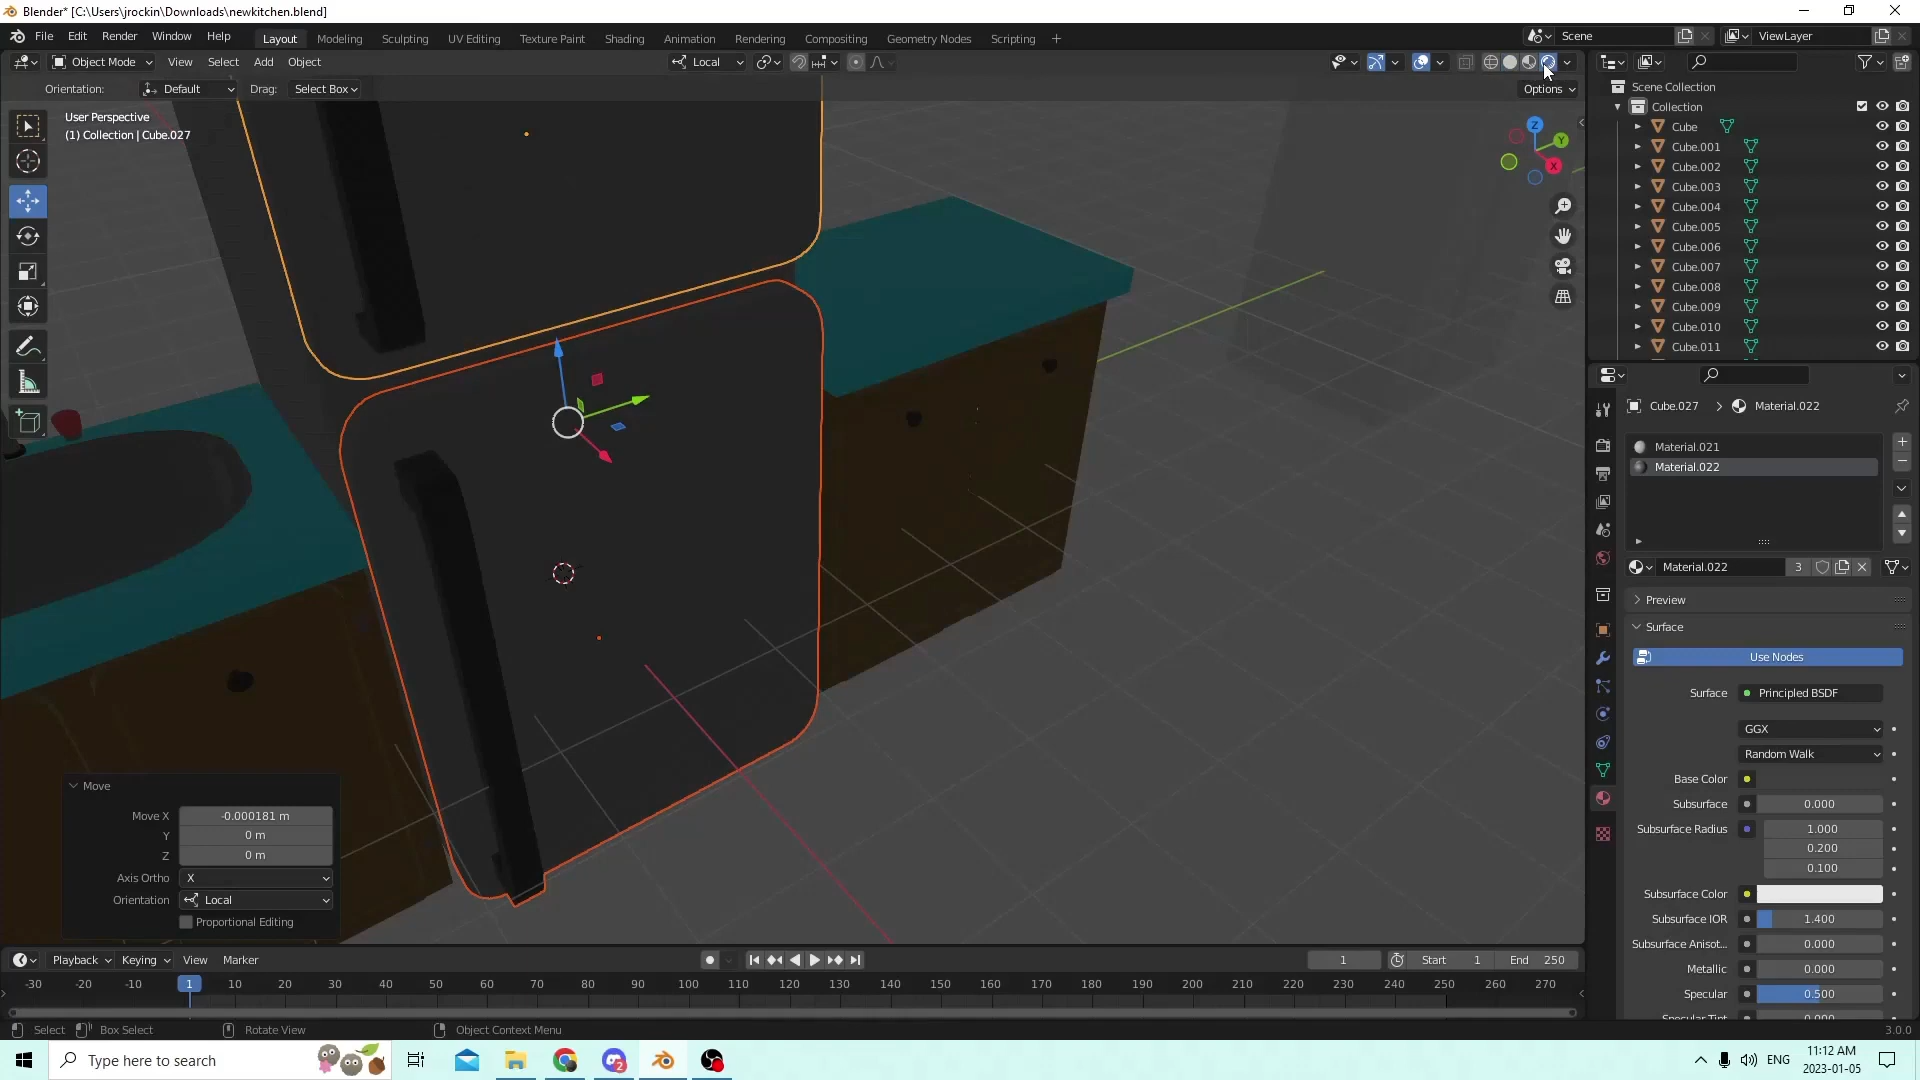 Blender* [C:\Users\jrockin\Downloads\newkitchen.blend]
File Edit Render Window Help Layout Modeling Sculpting UV Editing Texture Paint Shading Animation Rendering Compositing Geometry Nodes Scripting + Scene ViewLayer
Object Mode View Select Add Object Local
Orientation: Default Drag: Select Box Options
User Perspective
(1) Collection | Cube.027
Z
Y
X
Scene Collection
Collection
Cube
Cube.001
Cube.002
Cube.003
Cube.004
Cube.005
Cube.006
Cube.007
Cube.008
Cube.009
Cube.010
Cube.011
Cube.027 > Material.022
Material.021
Material.022
Material.022 3
Preview
Surface
Use Nodes
Surface Principled BSDF
GGX
Random Walk
Base Color
Subsurface 0.000
Subsurface Radius 1.000
0.200
0.100
Subsurface Color
Subsurface IOR 1.400
Subsurface Anisot... 0.000
Metallic 0.000
Specular 0.500
Specular Tint 0.000
Move
Move X -0.000181 m
Y 0 m
Z 0 m
Axis Ortho X
Orientation Local
Proportional Editing
Playback Keying View Marker 1 Start 1 End 250
-30 -20 -10 1 10 20 30 40 50 60 70 80 90 100 110 120 130 140 150 160 170 180 190 200 210 220 230 240 250 260 270
Select Box Select Rotate View Object Context Menu 3.0.0
Type here to search 2 ENG 11:12 AM
2023-01-05